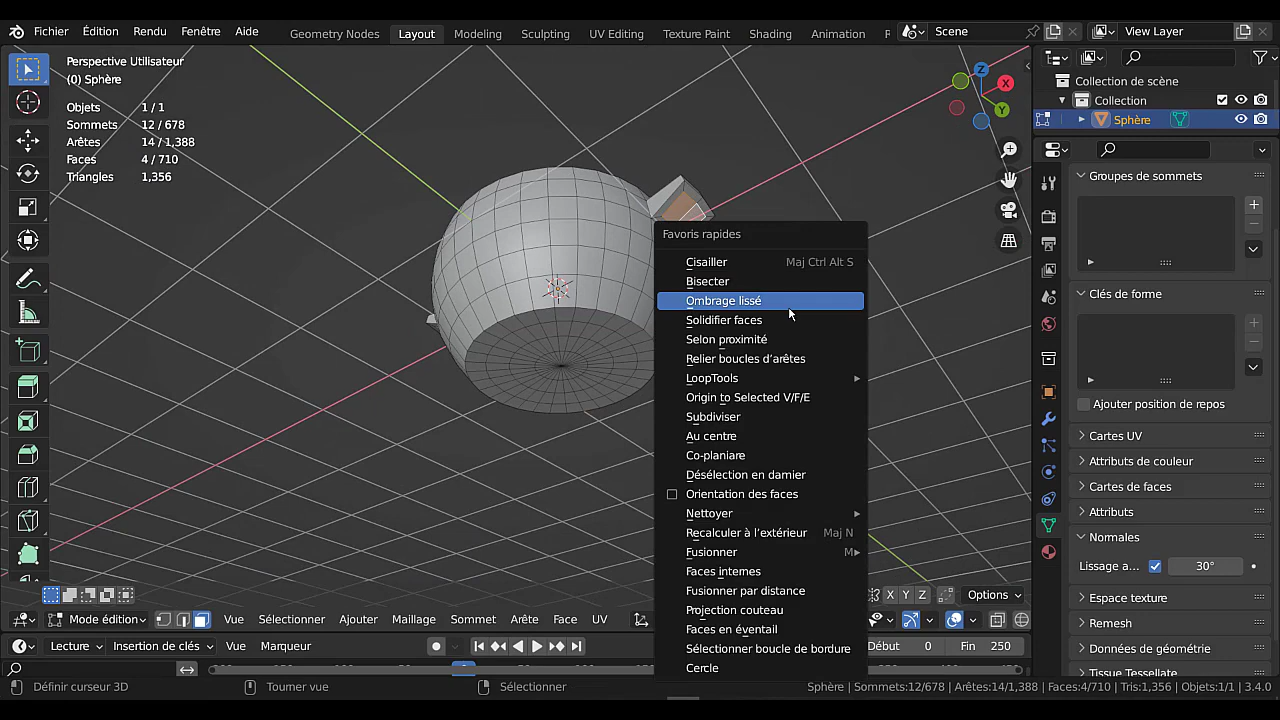 Fichier Édition Rendu Fenêtre Aide Geometry Nodes Layout Modeling Sculpting UV Editing Texture Paint Shading Animation Scene View Layer
Perspective Utilisateur
(0) Sphère
Objets 1 / 1
Sommets 12 / 678
Arêtes 14 / 1,388
Faces 4 / 710
Triangles 1,356
Z
X
Y
Favoris rapides
Cisailler Maj Ctrl Alt S
Bisecter
Ombrage lissé
Solidifier faces
Selon proximité
Relier boucles d'arêtes
LoopTools
Origin to Selected V/F/E
Subdiviser
Au centre
Co-planaire
Désélection en damier
Orientation des faces
Nettoyer
Recalculer à l'extérieur Maj N
Fusionner M
Faces internes
Fusionner par distance
Projection couteau
Faces en éventail
Sélectionner boucle de bordure
Cercle
Collection de scène
Collection
Sphère
Groupes de sommets
Clés de forme
Ajouter position de repos
Cartes UV
Attributs de couleur
Cartes de faces
Attributs
Normales
Lissage a... 30°
Espace texture
Remesh
Données de géométrie
Tissue Tessellate
X Y Z Options
Mode édition Vue Sélectionner Ajouter Maillage Sommet Arête Face UV
Lecture Insertion de clés Vue Marqueur Début 0 Fin 250
Définir curseur 3D Tourner vue Sélectionner Sphère | Sommets:12/678 | Arêtes:14/1,388 | Faces:4/710 | Tris:1,356 | Objets:1/1 | 3.4.0